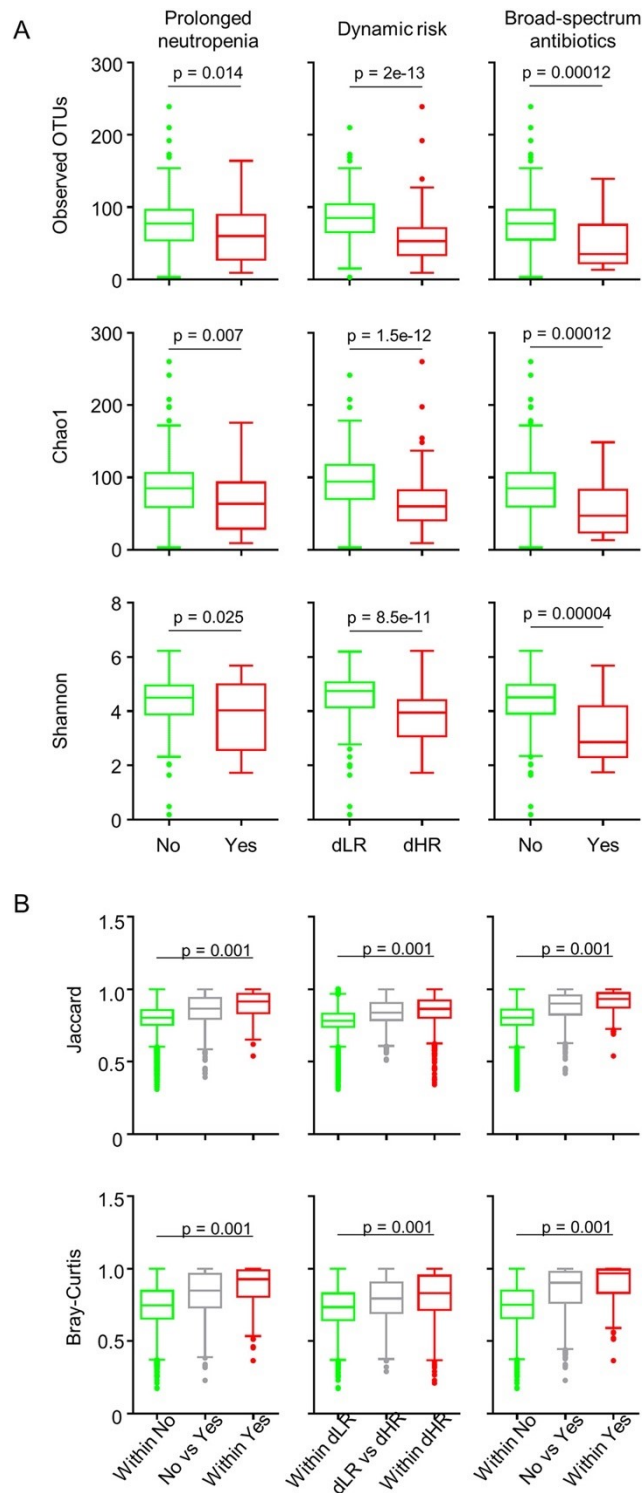 A
Prolonged
neutropenia
Dynamic risk
Broad-spectrum
antibiotics
Observed OTUs
300
200
100
0
p = 0.014
p = 2e-13
p = 0.00012
Chao1
300
200
100
0
p = 0.007
p = 1.5e-12
p = 0.00012
Shannon
8
6
4
2
0
p = 0.025
p = 8.5e-11
p = 0.00004
No Yes
dLR dHR
No Yes
B
Jaccard
1.5
1.0
0.5
0
p = 0.001
p = 0.001
p = 0.001
Bray-Curtis
1.5
1.0
0.5
0
p = 0.001
p = 0.001
p = 0.001
Within No
No vs Yes
Within Yes
Within dLR
dLR vs dHR
Within dHR
Within No
No vs Yes
Within Yes